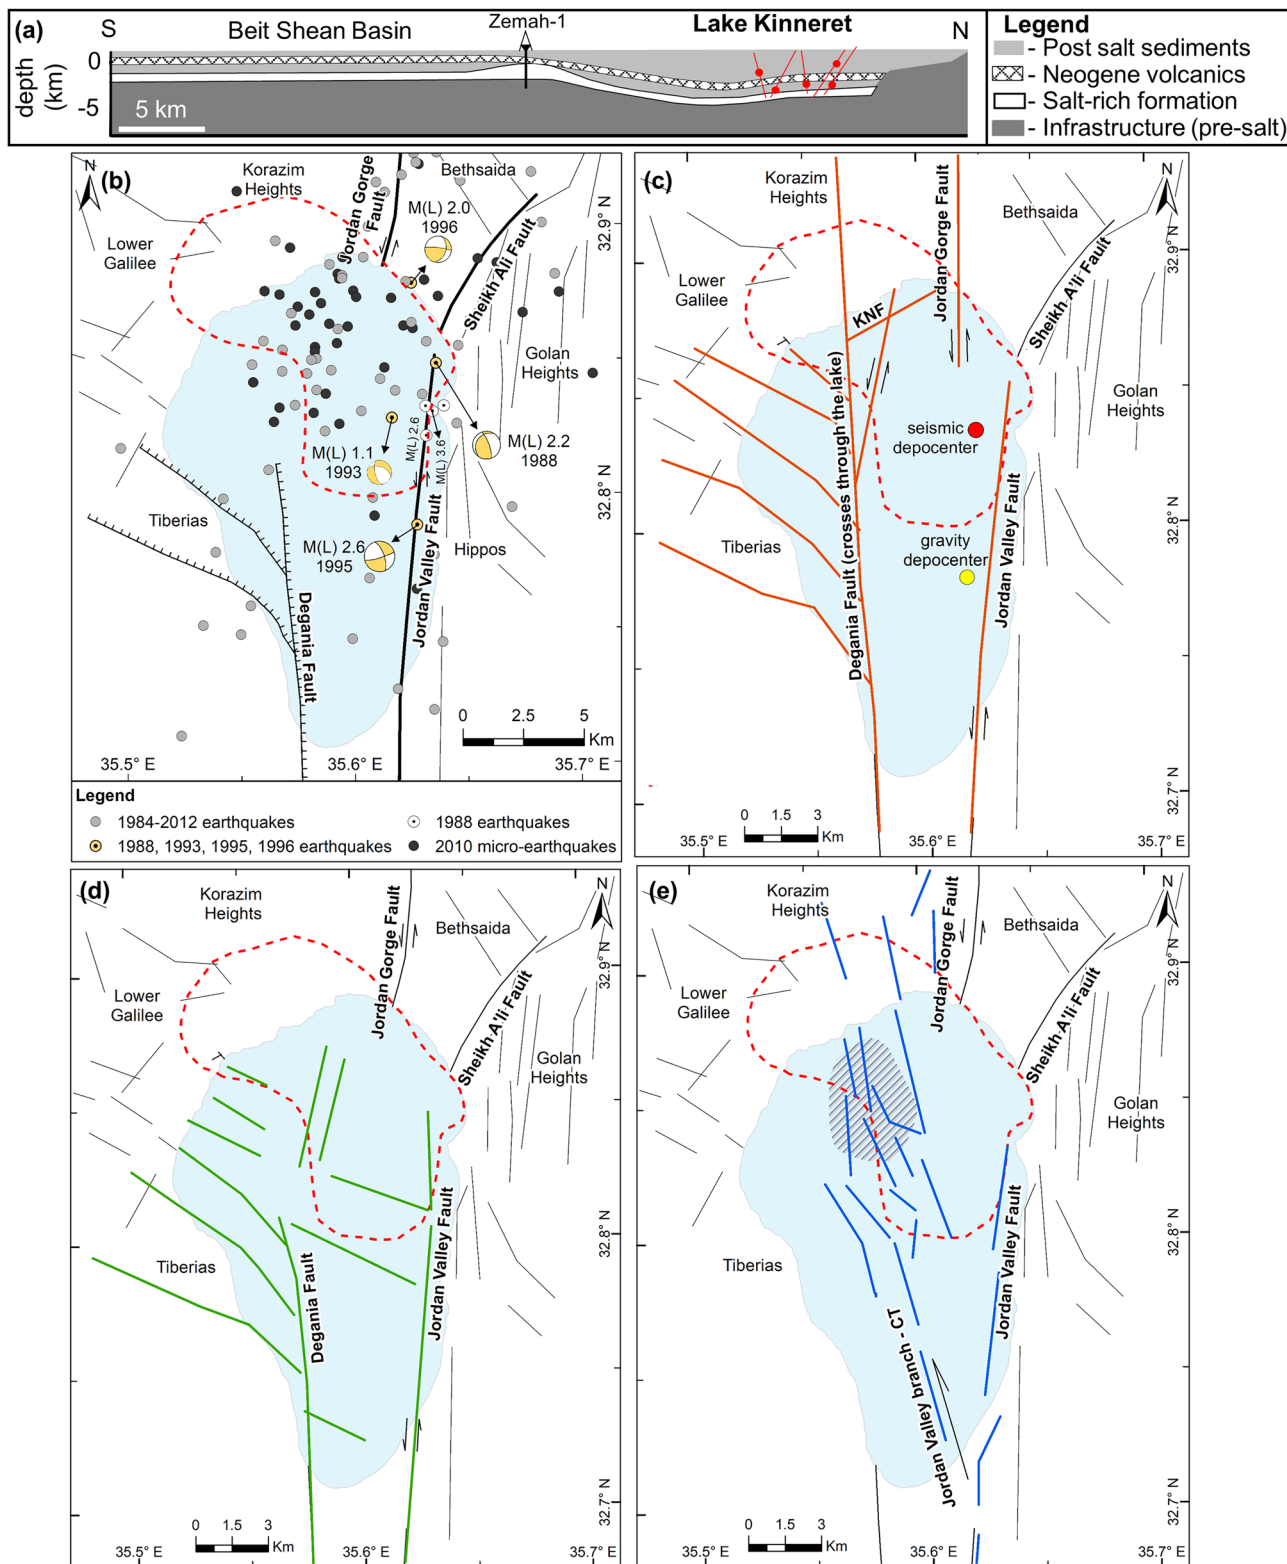 (a)
S
Beit Shean Basin
Zemah-1
Lake Kinneret
N
depth
(km)
0
-5
5 km
Legend
- Post salt sediments
- Neogene volcanics
- Salt-rich formation
- Infrastructure (pre-salt)
(b)
N
Korazim
Heights
Jordan Gorge
Fault
Bethsaida
M(L) 2.0
1996
Lower
Galilee
Sheikh Ali Fault
32.9° N
Golan
Heights
M(L) 1.1
1993
M(L) 2.6
M(L) 3.6
M(L) 2.2
1988
32.8° N
Tiberias
M(L) 2.6
1995
Hippos
Jordan Valley Fault
Degania Fault
0
2.5
5
Km
35.5° E
35.6° E
35.7° E
Legend
1984-2012 earthquakes
1988 earthquakes
1988, 1993, 1995, 1996 earthquakes
2010 micro-earthquakes
(c)
Korazim
Heights
N
Jordan Gorge Fault
Bethsaida
Lower
Galilee
Sheikh A'li Fault
32.9° N
KNF
T
Golan
Heights
Degania Fault (crosses through the lake)
seismic
depocenter
32.8° N
Tiberias
gravity
depocenter
Jordan Valley Fault
32.7° N
0
1.5
3
Km
35.5° E
35.6° E
35.7° E
(d)
Korazim
Heights
N
Jordan Gorge Fault
Bethsaida
Lower
Galilee
Sheikh A'li Fault
32.9° N
T
Golan
Heights
32.8° N
Tiberias
Degania Fault
Jordan Valley Fault
32.7° N
0
1.5
3
Km
35.5° E
35.6° E
35.7° E
(e)
Korazim
Heights
N
Jordan Gorge Fault
Bethsaida
Lower
Galilee
Sheikh A'li Fault
32.9° N
Golan
Heights
32.8° N
Tiberias
Jordan Valley Fault
Jordan Valley branch - CT
32.7° N
0
1.5
3
Km
35.5° E
35.6° E
35.7° E